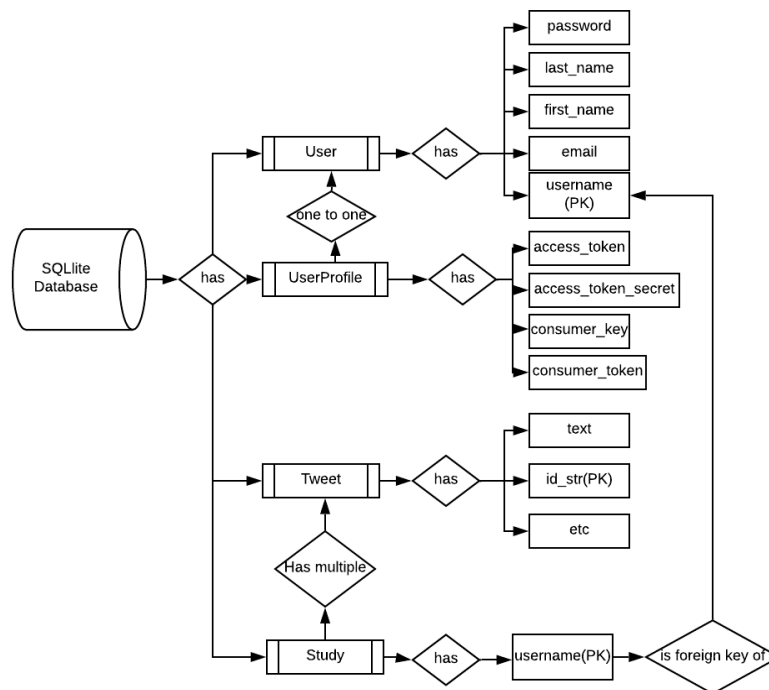 password
last_name
first_name
User
has
email
username
(PK)
one to one
access_token
SQLlite
Database
has
UserProfile
has
access_token_secret
consumer_key
consumer_token
text
Tweet
has
id_str(PK)
etc
Has multiple
Study
has
username(PK)
is foreign key of